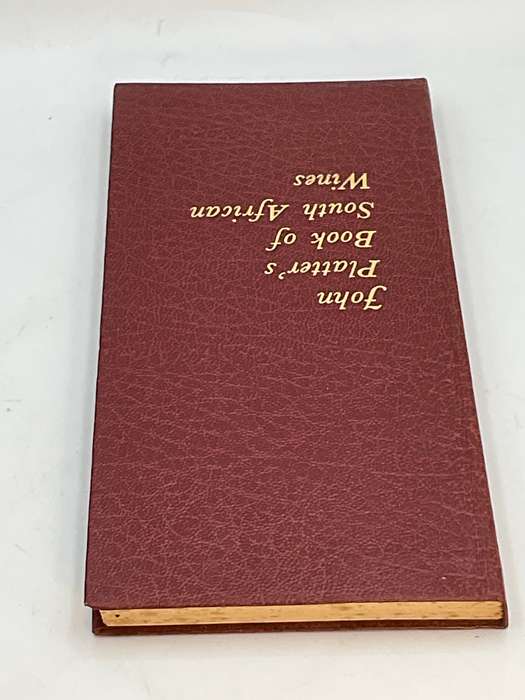 John
Platter's
Book of
South African
Wines